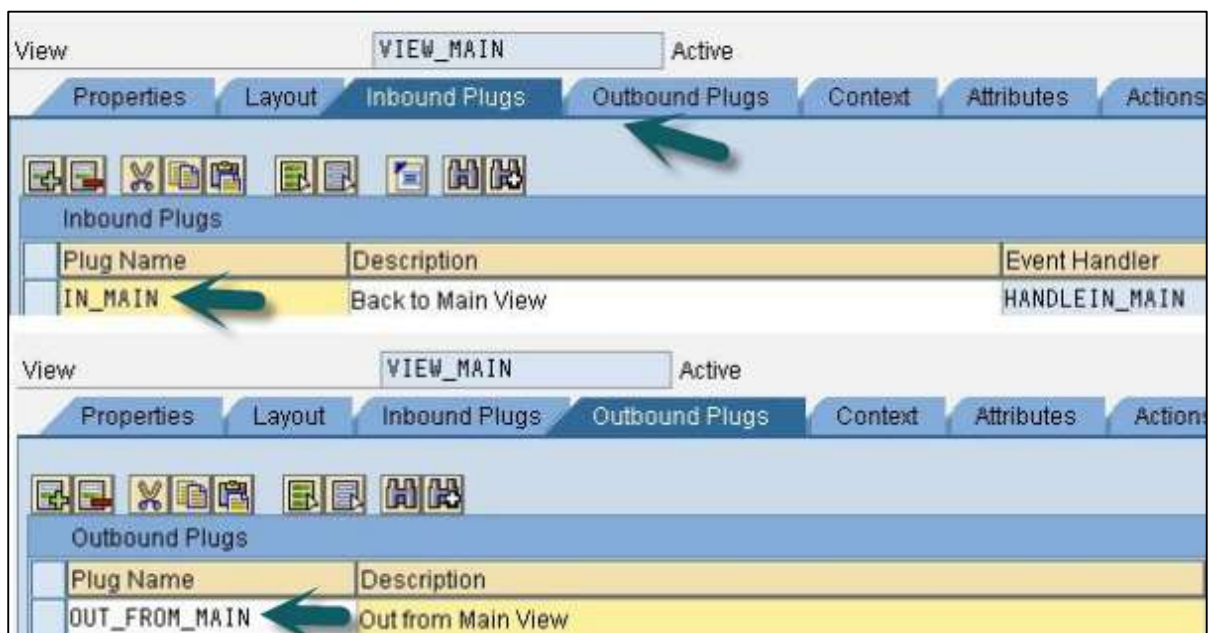 View VIEW_MAIN Active
Properties Layout Inbound Plugs Outbound Plugs Context Attributes Actions
Inbound Plugs
Plug Name Description Event Handler
IN_MAIN Back to Main View HANDLEIN_MAIN
View VIEW_MAIN Active
Properties Layout Inbound Plugs Outbound Plugs Context Attributes Actions
Outbound Plugs
Plug Name Description
OUT_FROM_MAIN Out from Main View